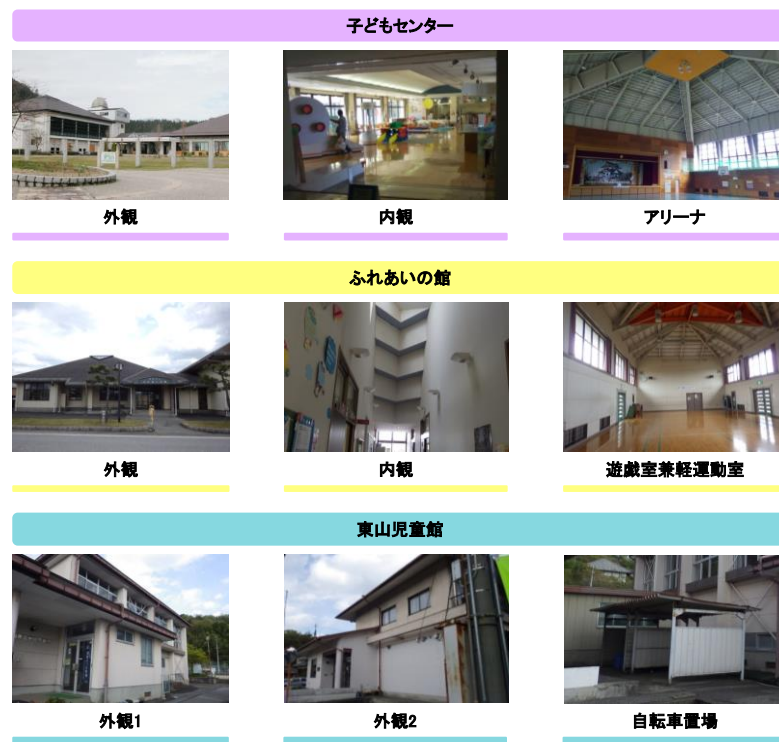 子どもセンター
外観
内観
アリーナ
ふれあいの館
外観
内観
遊戯室兼軽運動室
東山児童館
外観1
外観2
自転車置場